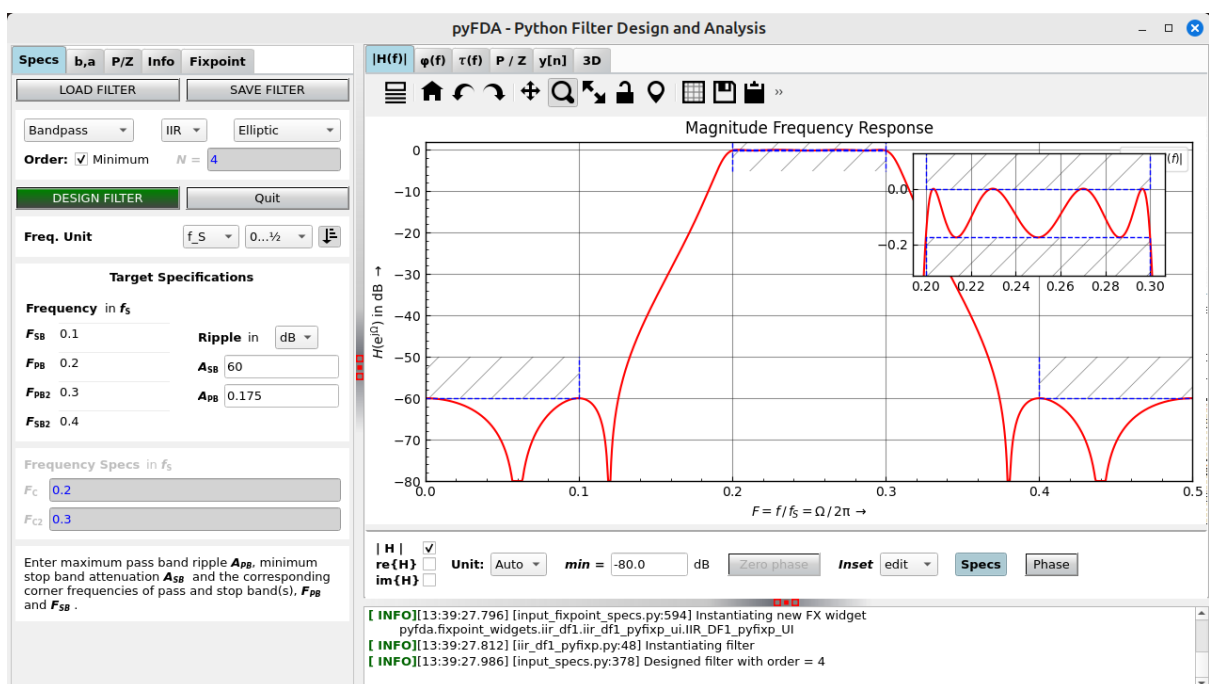 pyFDA - Python Filter Design and Analysis
Specs b,a P/Z Info Fixpoint
LOAD FILTER SAVE FILTER
Bandpass IIR Elliptic
Order: Minimum N = 4
DESIGN FILTER Quit
Freq. Unit f_S 0...½
Target Specifications
Frequency in fS
FSB 0.1
FPB 0.2
FPB2 0.3
FSB2 0.4
Ripple in dB
ASB 60
APB 0.175
Frequency Specs in fS
FC 0.2
FC2 0.3
Enter maximum pass band ripple APB, minimum
stop band attenuation ASB and the corresponding
corner frequencies of pass and stop band(s), FPB
and FSB .
|H(f)| φ(f) τ(f) P / Z y[n] 3D
»
Magnitude Frequency Response
0
−10
−20
−30
−40
−50
−60
−70
−80
H(e^jΩ) in dB →
(f)|
0.0
−0.2
0.20 0.22 0.24 0.26 0.28 0.30
0.0 0.1 0.2 0.3 0.4 0.5
F = f / fS = Ω / 2π →
| H |
re{H}
im{H}
Unit: Auto min = -80.0 dB Zero phase Inset edit Specs Phase
[ INFO][13:39:27.796] [input_fixpoint_specs.py:594] Instantiating new FX widget
pyfda.fixpoint_widgets.iir_df1.iir_df1_pyfixp_ui.IIR_DF1_pyfixp_UI
[ INFO][13:39:27.812] [iir_df1_pyfixp.py:48] Instantiating filter
[ INFO][13:39:27.986] [input_specs.py:378] Designed filter with order = 4